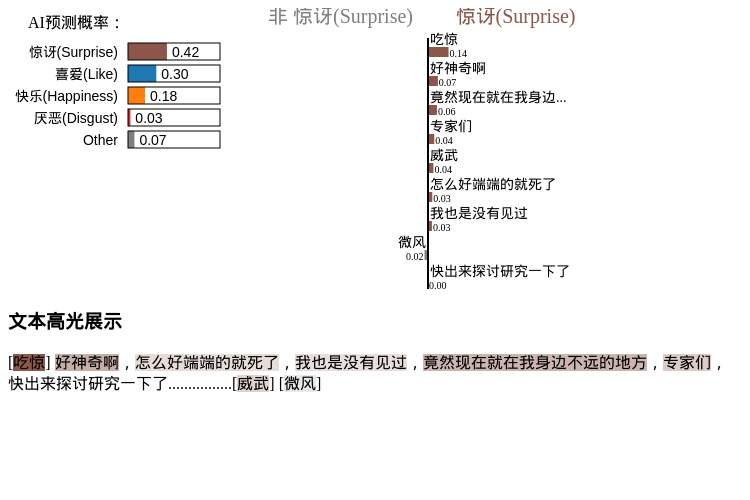 AI预测概率：
惊讶(Surprise) 0.42
喜爱(Like) 0.30
快乐(Happiness) 0.18
厌恶(Disgust) 0.03
Other 0.07
非 惊讶(Surprise) 惊讶(Surprise)
吃惊
0.14
好神奇啊
0.07
竟然现在就在我身边...
0.06
专家们
0.04
威武
0.04
怎么好端端的就死了
0.03
我也是没有见过
0.03
微风
0.02
快出来探讨研究一下了
0.00
文本高光展示
[吃惊] 好神奇啊，怎么好端端的就死了，我也是没有见过，竟然现在就在我身边不远的地方，专家们，
快出来探讨研究一下了...............[威武] [微风]